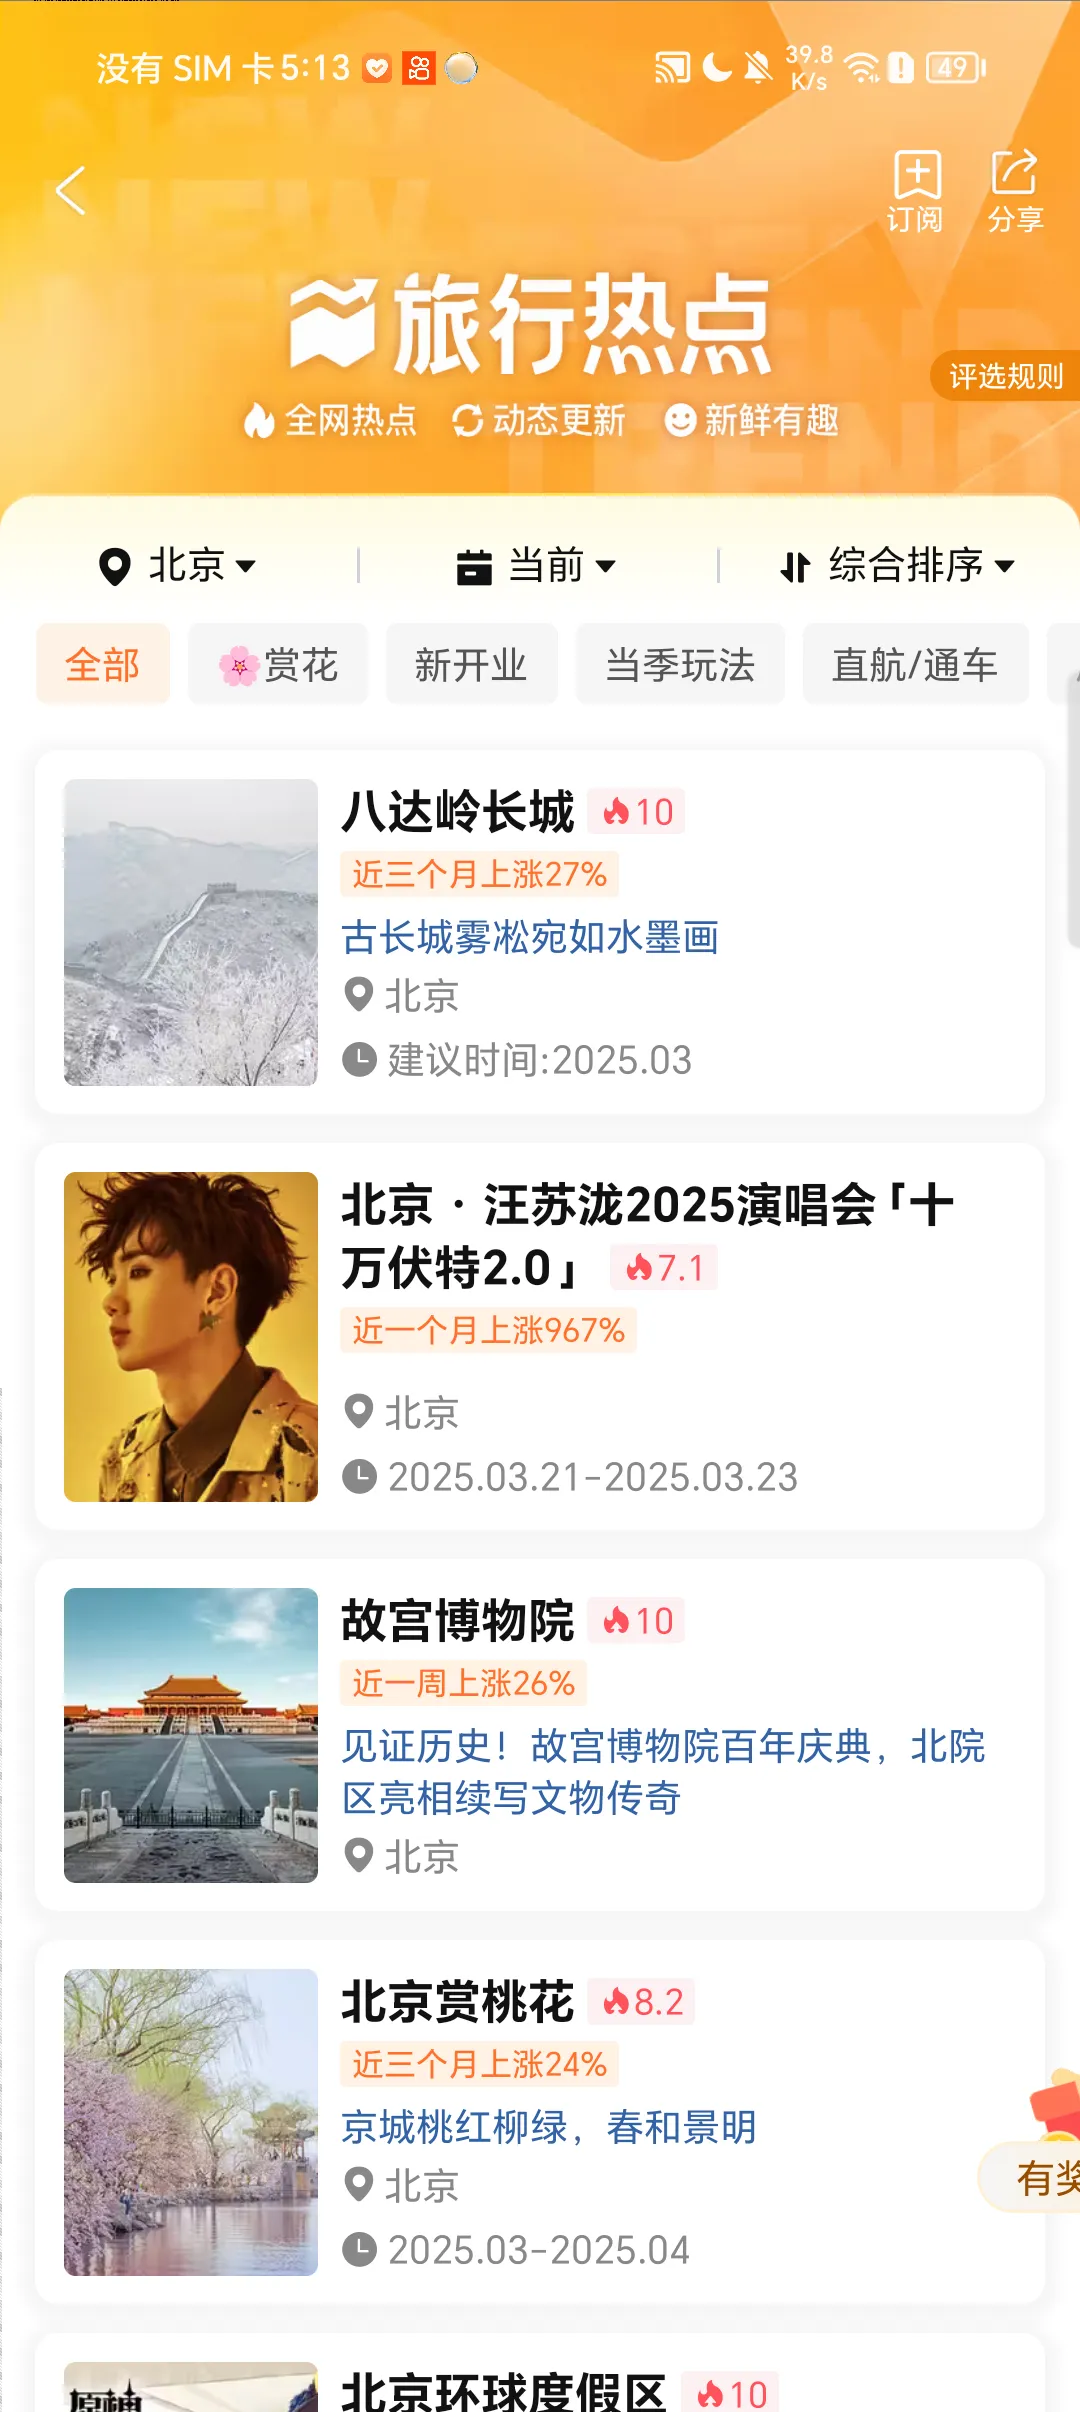 没有 SIM 卡 5:13
39.8 K/s
49
订阅
分享
旅行热点
评选规则
全网热点 动态更新 新鲜有趣
北京 当前 综合排序
全部 赏花 新开业 当季玩法 直航/通车
八达岭长城 10
近三个月上涨27%
古长城雾凇宛如水墨画
北京
建议时间:2025.03
北京 · 汪苏泷2025演唱会「十
万伏特2.0」 7.1
近一个月上涨967%
北京
2025.03.21-2025.03.23
故宫博物院 10
近一周上涨26%
见证历史！故宫博物院百年庆典，北院
区亮相续写文物传奇
北京
北京赏桃花 8.2
近三个月上涨24%
京城桃红柳绿，春和景明
北京
有奖
2025.03-2025.04
原神
北京环球度假区 10